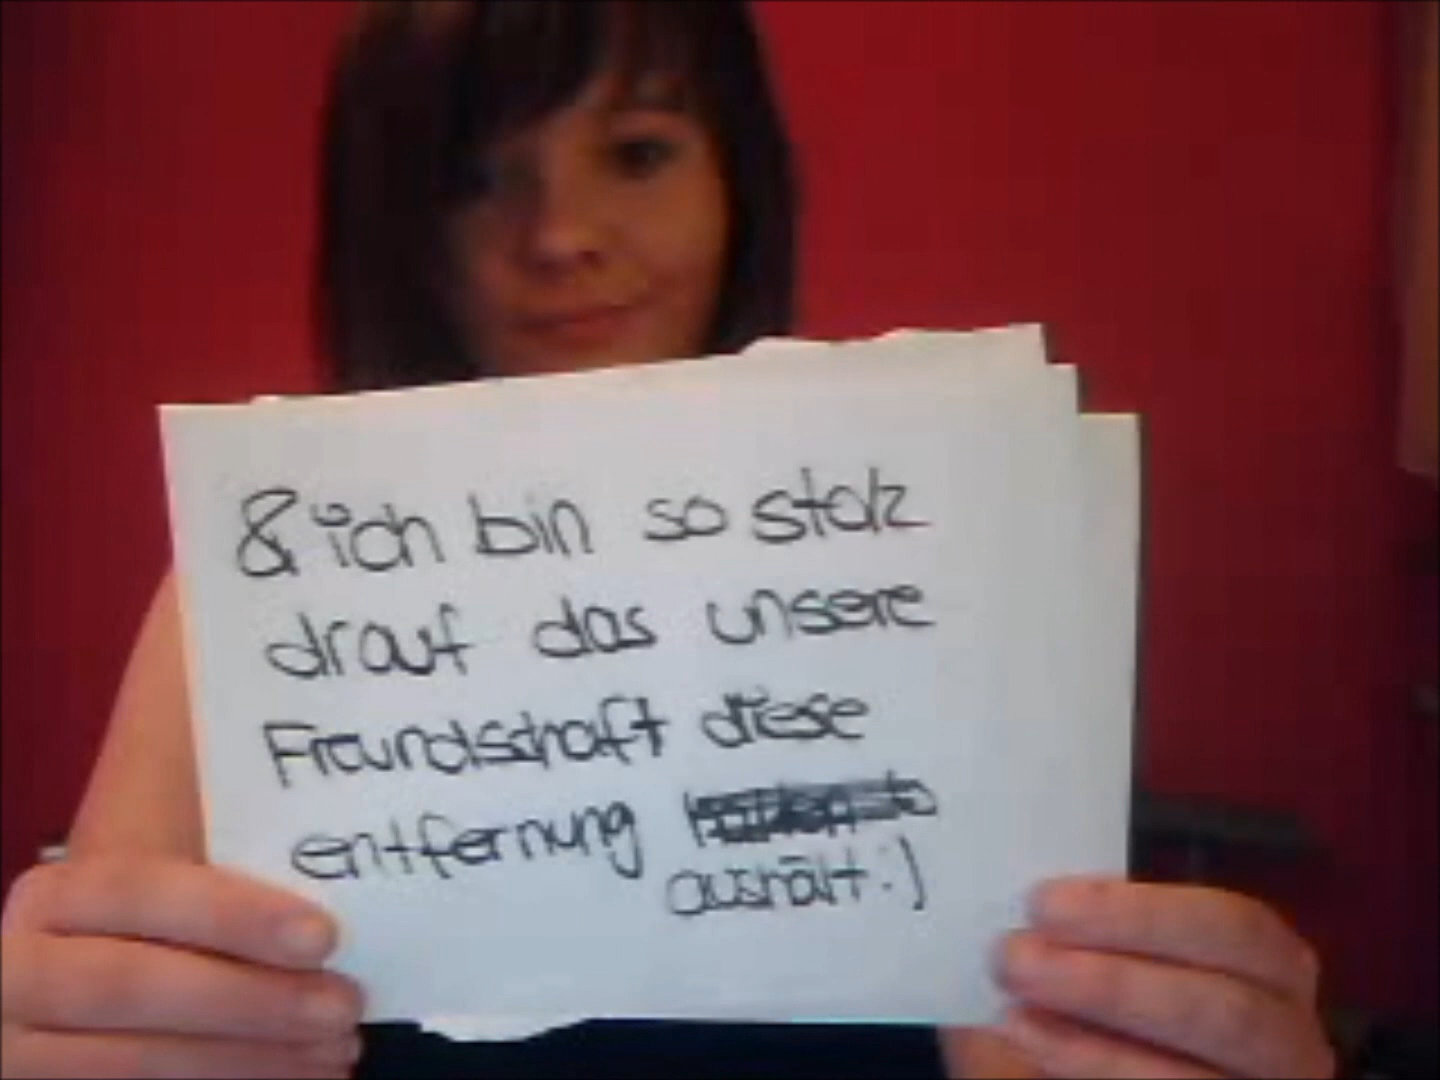 & ich bin so stolz
drauf das unsere
Freundschaft diese
entfernung
aushält :)